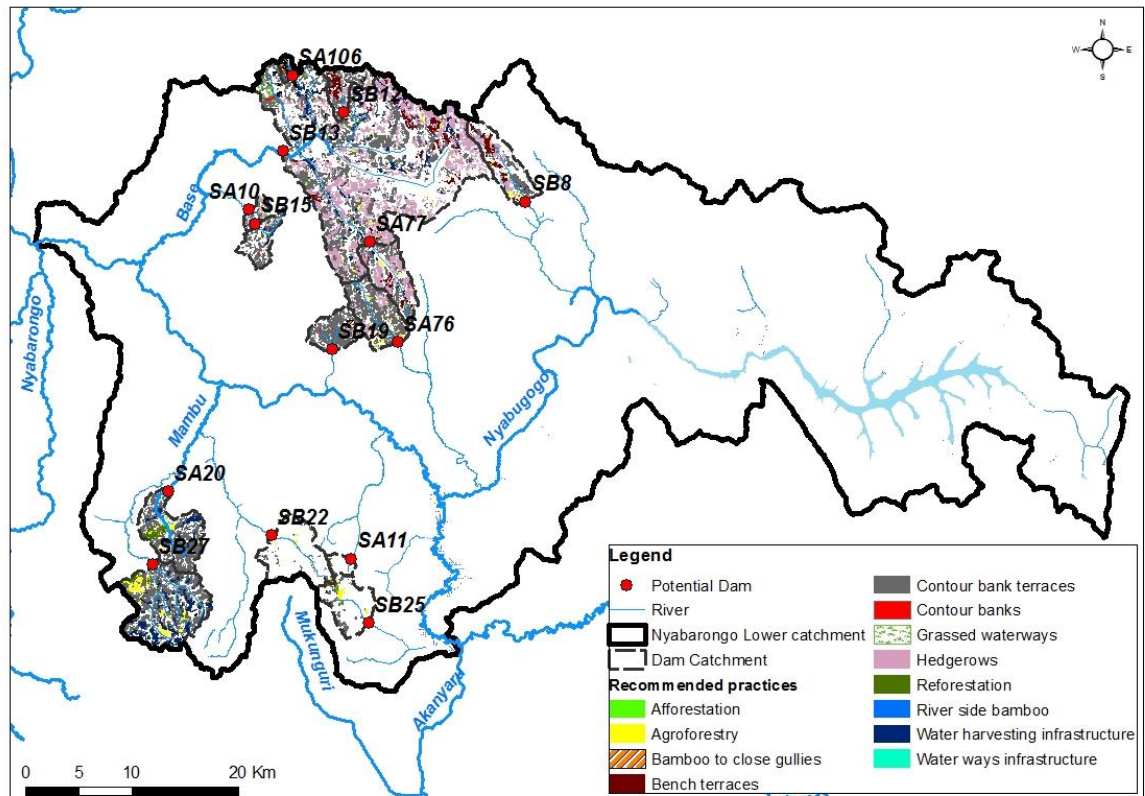 N
W E
S
SA106
SB12
SB13
SB8
SA10
SB15
Base
SA77
Nyabarongo
SB19
SA76
Nyabugogo
Mambu
SA20
SB22
SA11
SB27
SB25
Mukunguri
Akanyaru
0 5 10 20 Km
Legend
Potential Dam
River
Nyabarongo Lower catchment
Dam Catchment
Recommended practices
Afforestation
Agroforestry
Bamboo to close gullies
Bench terraces
Contour bank terraces
Contour banks
Grassed waterways
Hedgerows
Reforestation
River side bamboo
Water harvesting infrastructure
Water ways infrastructure